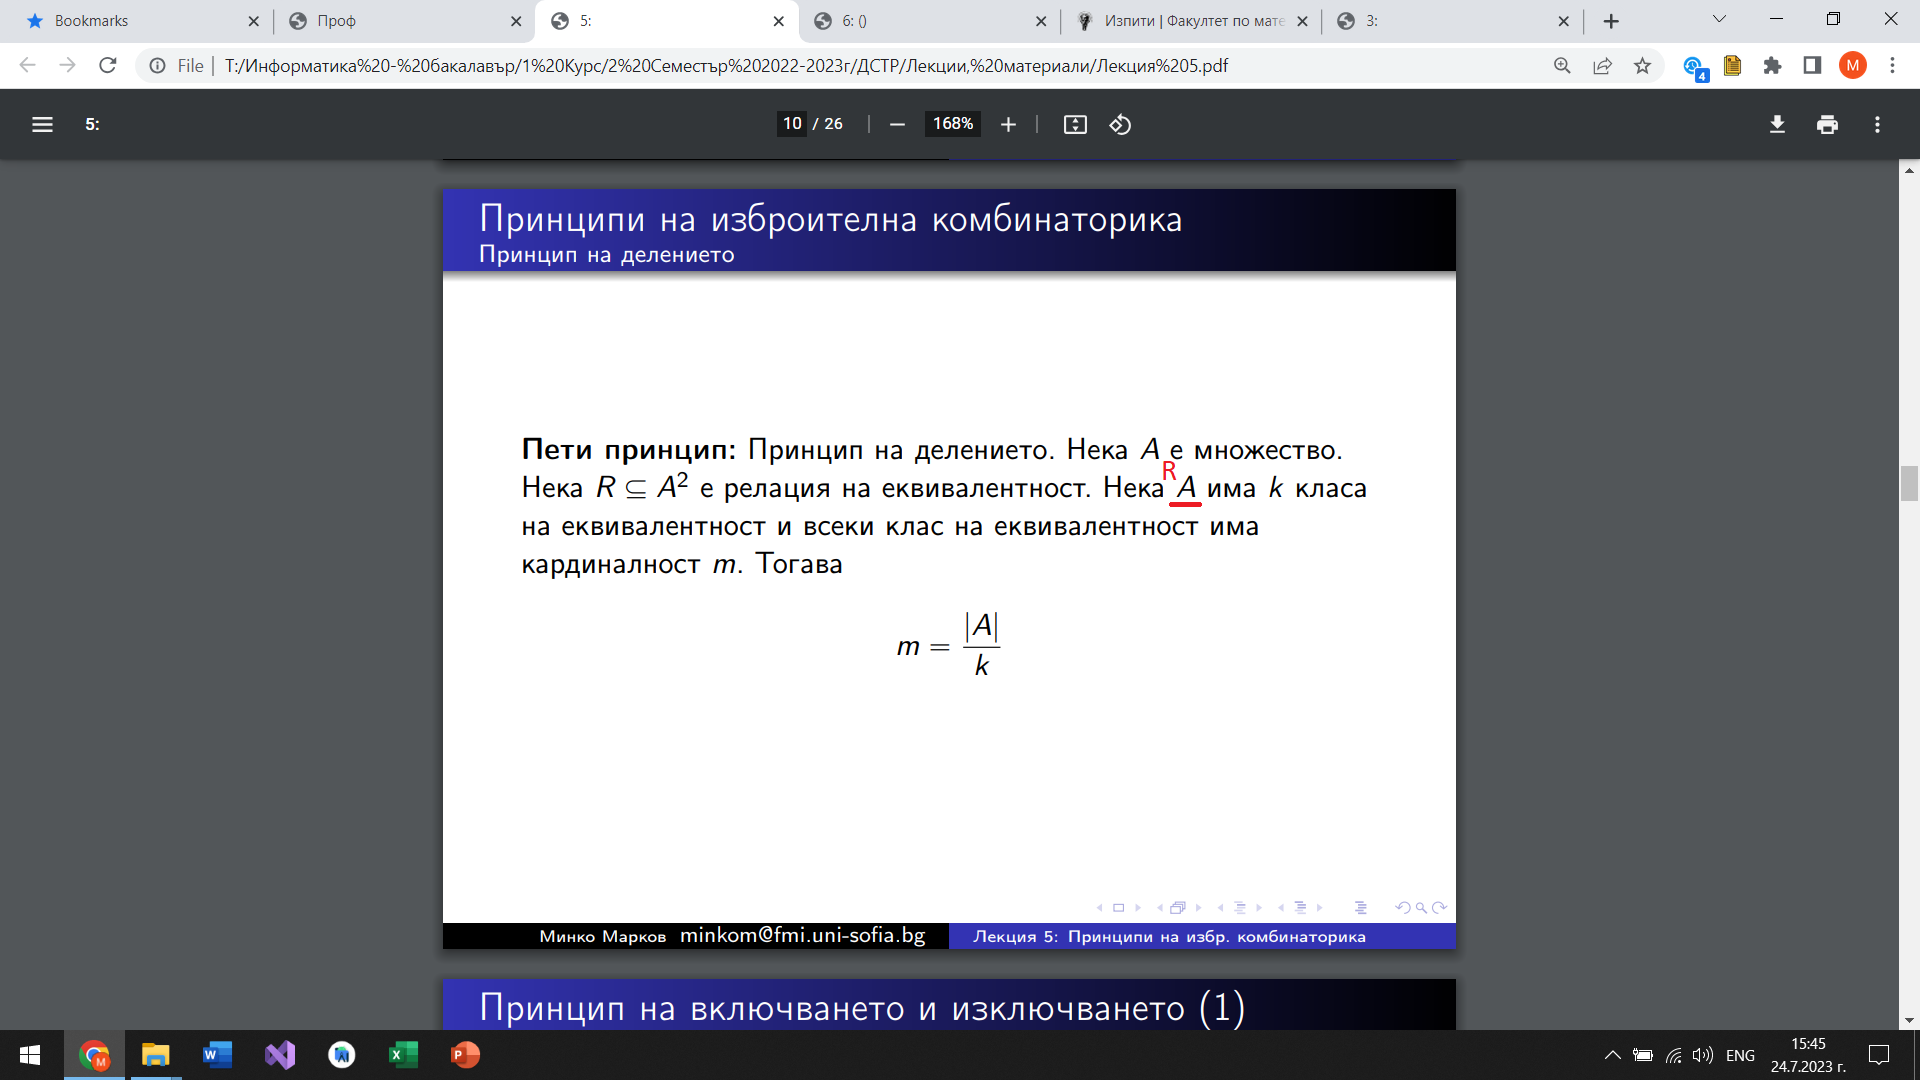 Bookmarks
Проф
5:
6: ()
Изпити | Факултет по мате
3:
File
T:/Информатика%20-%20бакалавър/1%20Курс/2%20Семестър%202022-2023г/ДСТР/Лекции,%20материали/Лекция%205.pdf
4
M
5:
10 / 26
168%
Принципи на изброителна комбинаторика
Принцип на делението
Пети принцип: Принцип на делението. Нека A е множество.
R
Нека R ⊆ A² е релация на еквивалентност. Нека A има k класа
на еквивалентност и всеки клас на еквивалентност има
кардиналност m. Тогава
m = |A| / k
Минко Марков minkom@fmi.uni-sofia.bg
Лекция 5: Принципи на избр. комбинаторика
Принцип на включването и изключването (1)
15:45
ENG
24.7.2023 г.